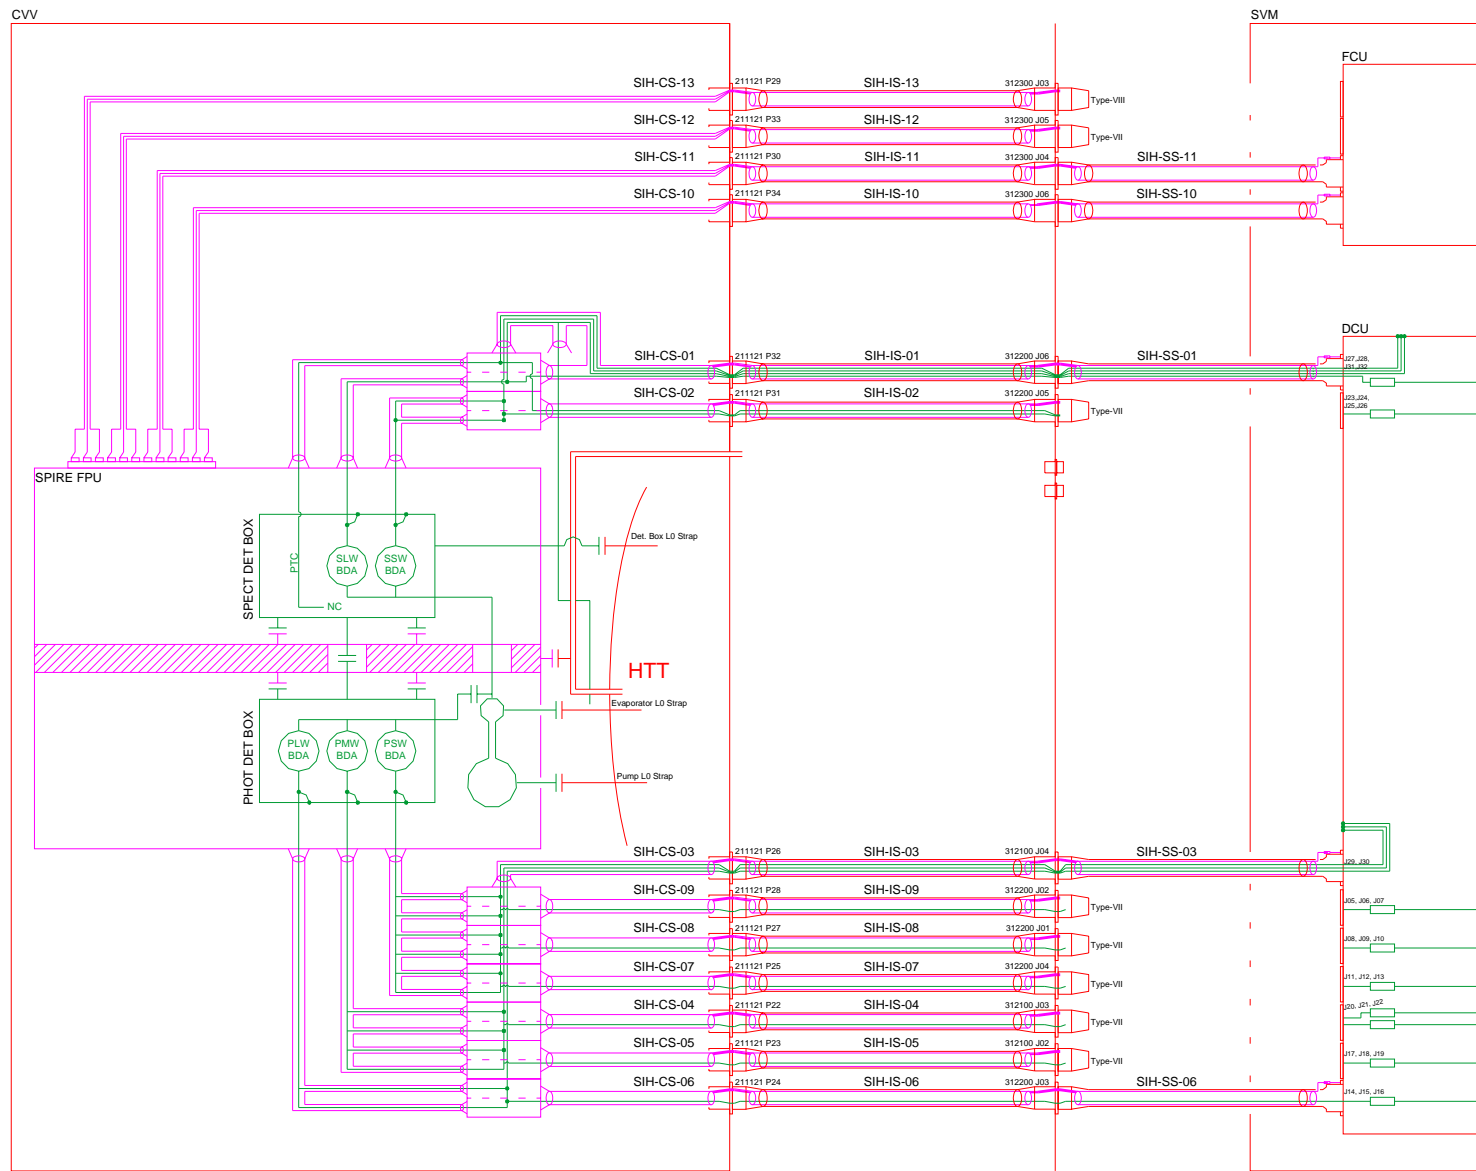 CVV
SVM
FCU
SIH-CS-13
211121 P29
SIH-IS-13
312300 J03
Type-VIII
SIH-CS-12
211121 P33
SIH-IS-12
312300 J05
Type-VII
SIH-CS-11
211121 P30
SIH-IS-11
312300 J04
SIH-SS-11
SIH-CS-10
211121 P34
SIH-IS-10
312300 J06
SIH-SS-10
DCU
SIH-CS-01
211121 P32
SIH-IS-01
312200 J06
SIH-SS-01
J27,J28,
J31,J32
SIH-CS-02
211121 P31
SIH-IS-02
312200 J05
Type-VII
J23,J24,
J25,J26
SPIRE FPU
SPECT DET BOX
PTC
SLW
BDA
SSW
BDA
NC
Det. Box L0 Strap
HTT
Evaporator L0 Strap
PHOT DET BOX
PLW
BDA
PMW
BDA
PSW
BDA
Pump L0 Strap
SIH-CS-03
211121 P26
SIH-IS-03
312100 J04
SIH-SS-03
J29, J30
SIH-CS-09
211121 P28
SIH-IS-09
312200 J02
Type-VII
J05, J06, J07
SIH-CS-08
211121 P27
SIH-IS-08
312200 J01
Type-VII
J08, J09, J10
SIH-CS-07
211121 P25
SIH-IS-07
312200 J04
Type-VII
J11, J12, J13
SIH-CS-04
211121 P22
SIH-IS-04
312100 J03
Type-VII
J20, J21, J22
SIH-CS-05
211121 P23
SIH-IS-05
312100 J02
Type-VII
J17, J18, J19
SIH-CS-06
211121 P24
SIH-IS-06
312200 J03
SIH-SS-06
J14, J15, J16